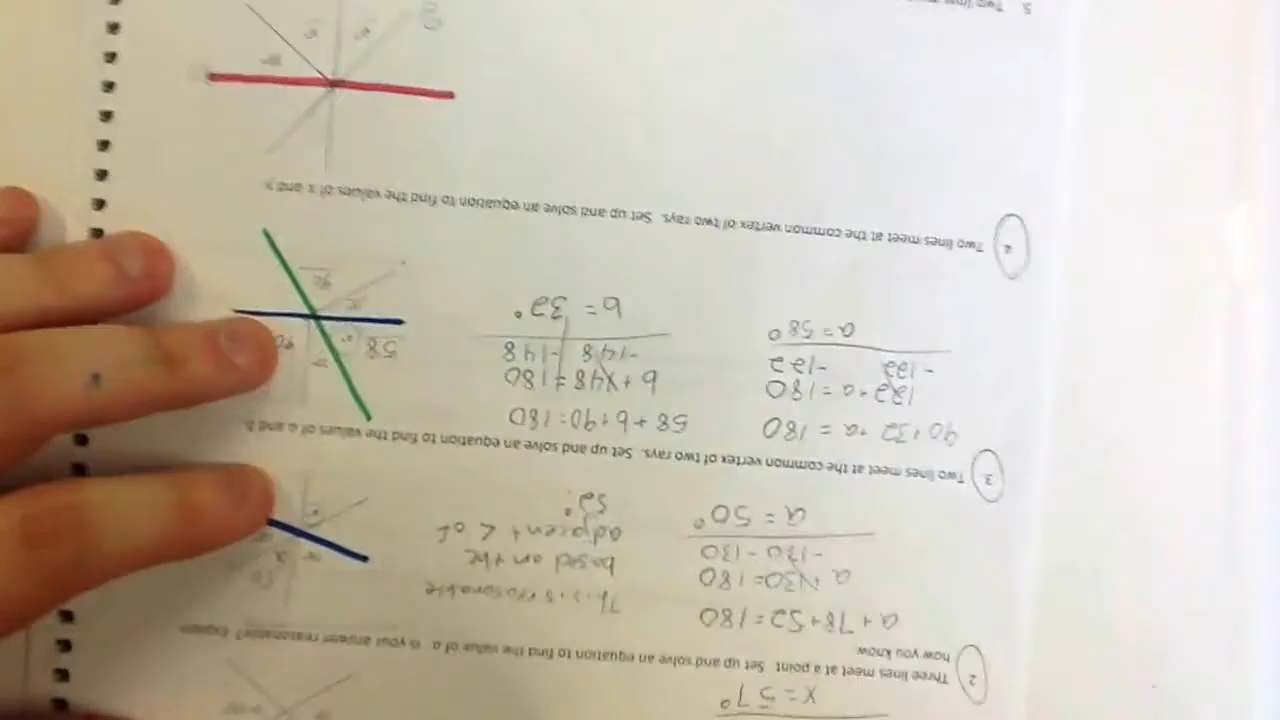 x = 57°
2. Three lines meet at a point. Set up and solve an equation to find the value of a. Is your answer reasonable? Explain
how you know
a + 78 + 52 = 180
a + 130 = 180
-130 -130
a = 50°
This is reasonable
based on the
adjacent < of
52°
3. Two lines meet at the common vertex of two rays. Set up and solve an equation to find the values of a and b
90 + 32 + a = 180
122 + a = 180
-122 -122
a = 58°
58 + b + 90 = 180
b + 148 = 180
-148 -148
b = 32°
58
4. Two lines meet at the common vertex of two rays. Set up and solve an equation to find the values of x and y
5. Two lines